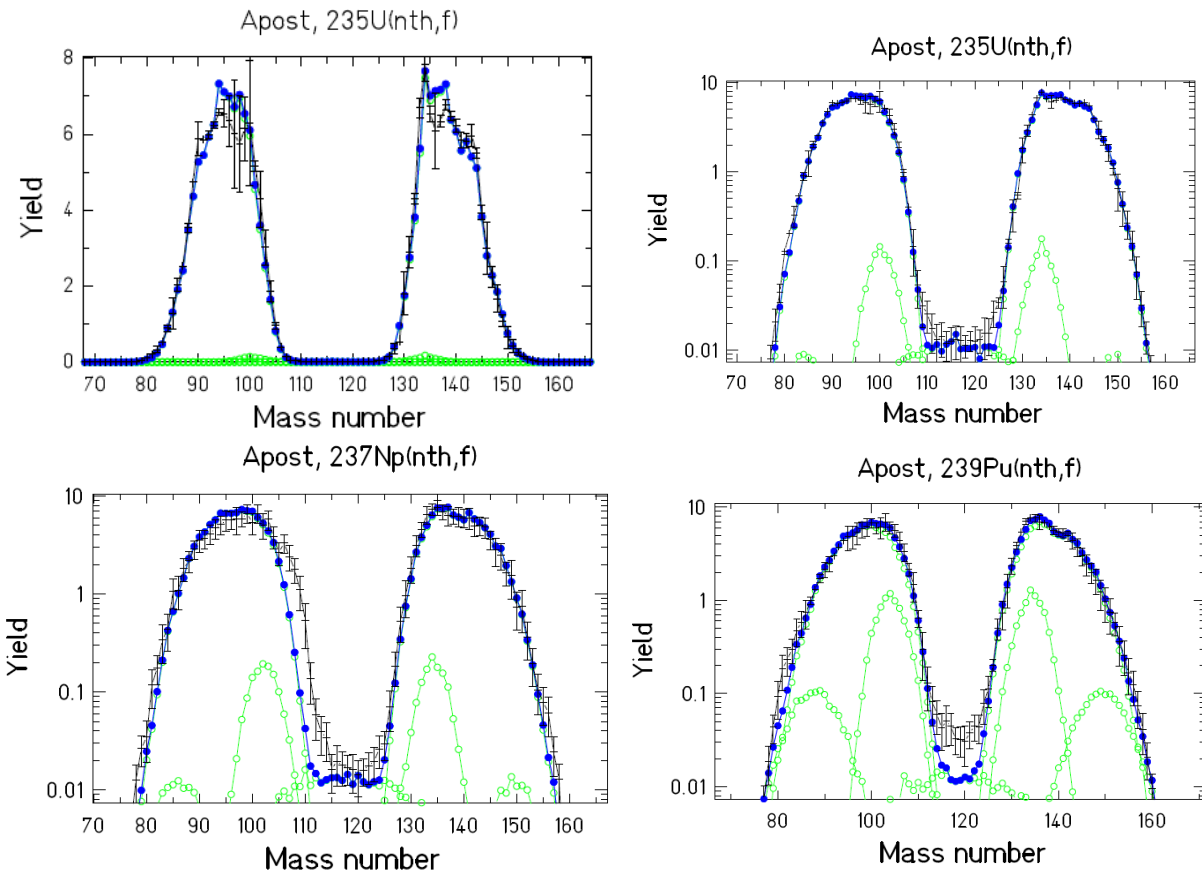 Apost, 235U(nth,f)
8
6
4
2
0
Yield
70 80 90 100 110 120 130 140 150 160
Mass number
Apost, 235U(nth,f)
10
1
0.1
0.01
Yield
70 80 90 100 110 120 130 140 150 160
Mass number
Apost, 237Np(nth,f)
10
1
0.1
0.01
Yield
70 80 90 100 110 120 130 140 150 160
Mass number
Apost, 239Pu(nth,f)
10
1
0.1
0.01
Yield
80 100 120 140 160
Mass number